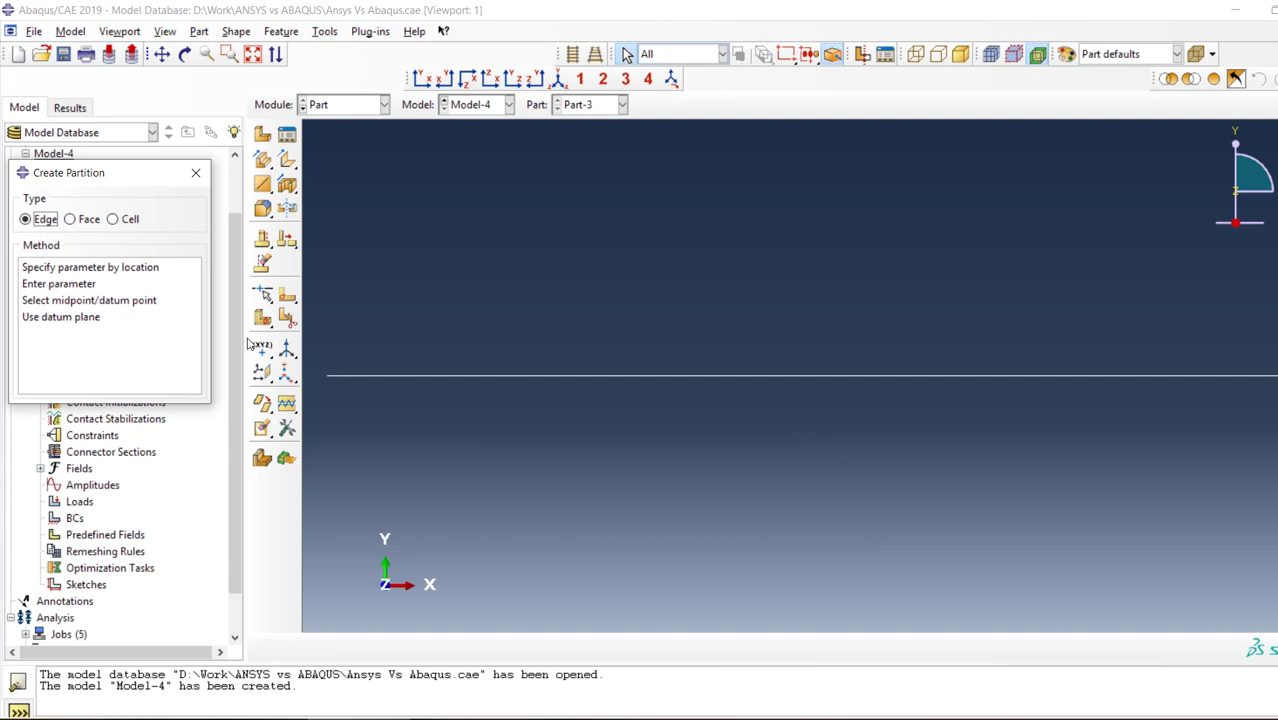 Abaqus/CAE 2019 - Model Database: D:\Work\ANSYS vs ABAQUS\Ansys Vs Abaqus.cae [Viewport: 1]
File Model Viewport View Part Shape Feature Tools Plug-ins Help
All
Part defaults
1 2 3 4
Model Results
Module: Part Model: Model-4 Part: Part-3
Model Database
Model-4
Create Partition
Type
Edge Face Cell
Method
Specify parameter by location
Enter parameter
Select midpoint/datum point
Use datum plane
(XYZ)
Contact Stabilizations
Constraints
Connector Sections
Fields
Amplitudes
Loads
BCs
Predefined Fields
Remeshing Rules
Optimization Tasks
Sketches
Annotations
Analysis
Jobs (5)
Y
Z
Y
Z X
The model database "D:\Work\ANSYS vs ABAQUS\Ansys Vs Abaqus.cae" has been opened.
The model "Model-4" has been created.
>>>